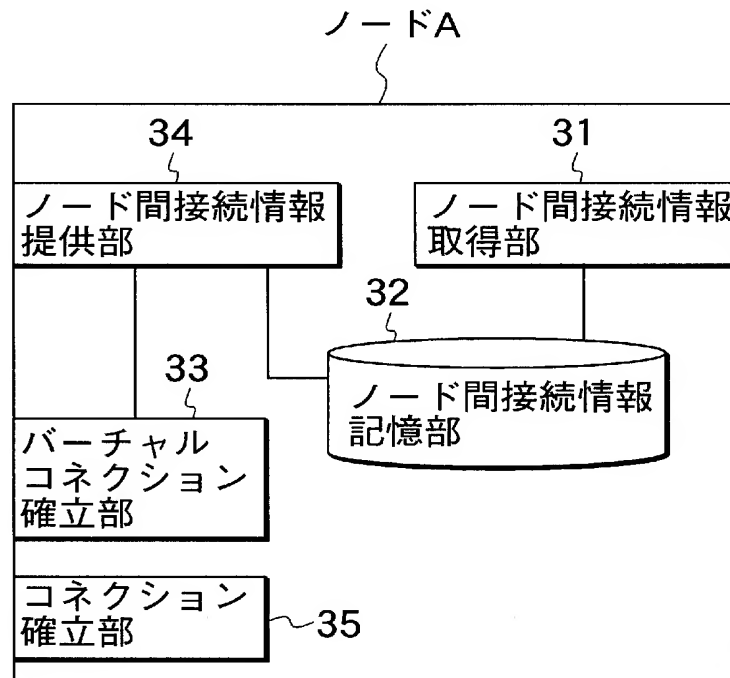 ノードA
34
31
ノード間接続情報
提供部
ノード間接続情報
取得部
32
ノード間接続情報
記憶部
33
バーチャル
コネクション
確立部
コネクション
確立部
35